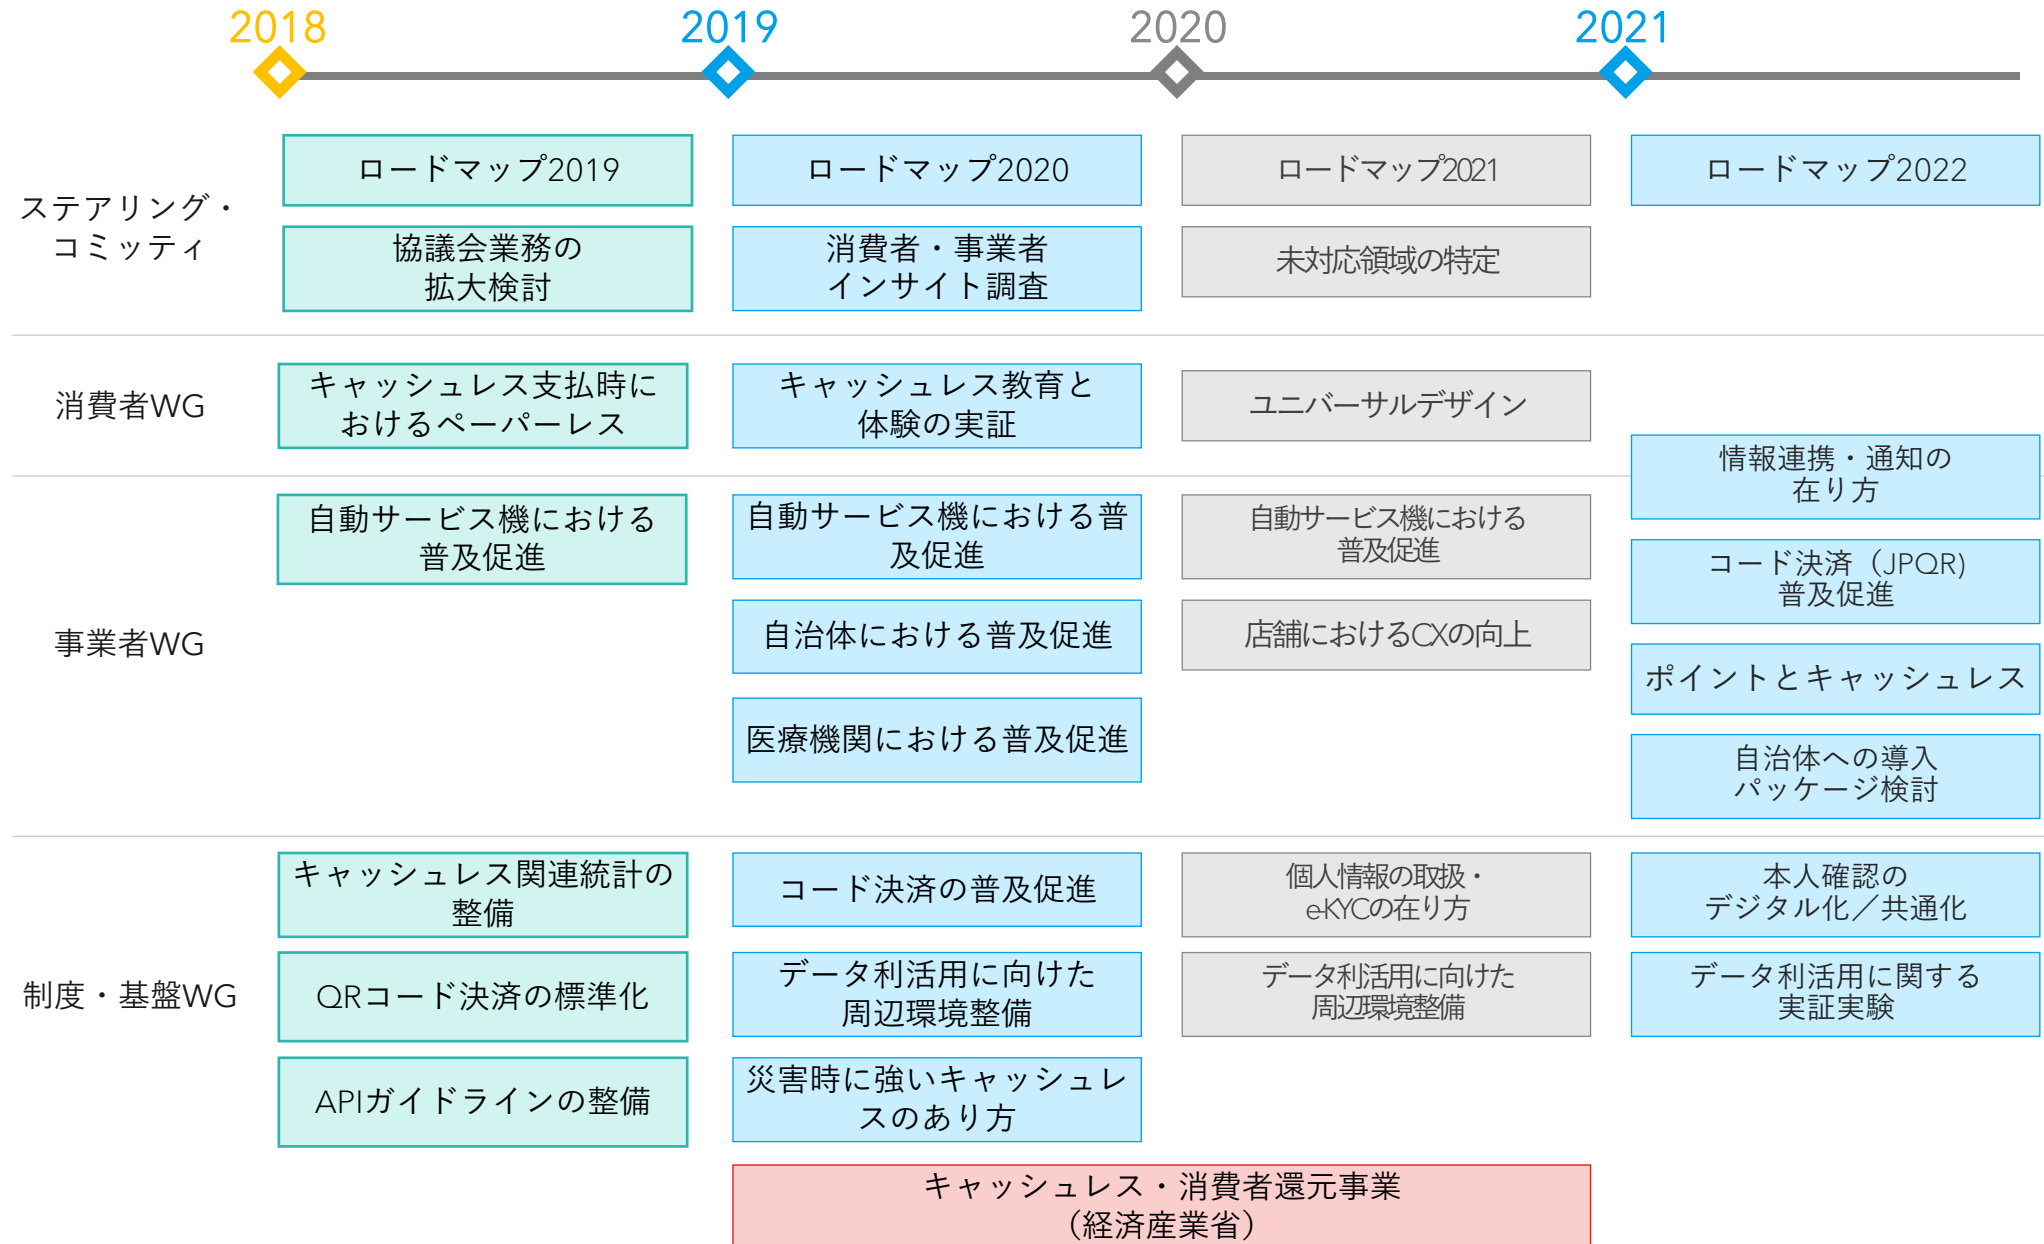 2018
2019
2020
2021
ステアリング・
コミッティ
ロードマップ2019
ロードマップ2020
ロードマップ2021
ロードマップ2022
協議会業務の
拡大検討
消費者・事業者
インサイト調査
未対応領域の特定
消費者WG
キャッシュレス支払時に
おけるペーパーレス
キャッシュレス教育と
体験の実証
ユニバーサルデザイン
情報連携・通知の
在り方
事業者WG
自動サービス機における
普及促進
自動サービス機における普
及促進
自動サービス機における
普及促進
コード決済（JPQR)
普及促進
自治体における普及促進
店舗におけるCXの向上
ポイントとキャッシュレス
医療機関における普及促進
自治体への導入
パッケージ検討
制度・基盤WG
キャッシュレス関連統計の
整備
コード決済の普及促進
個人情報の取扱・
e-KYCの在り方
本人確認の
デジタル化／共通化
QRコード決済の標準化
データ利活用に向けた
周辺環境整備
データ利活用に向けた
周辺環境整備
データ利活用に関する
実証実験
APIガイドラインの整備
災害時に強いキャッシュレ
スのあり方
キャッシュレス・消費者還元事業
（経済産業省）